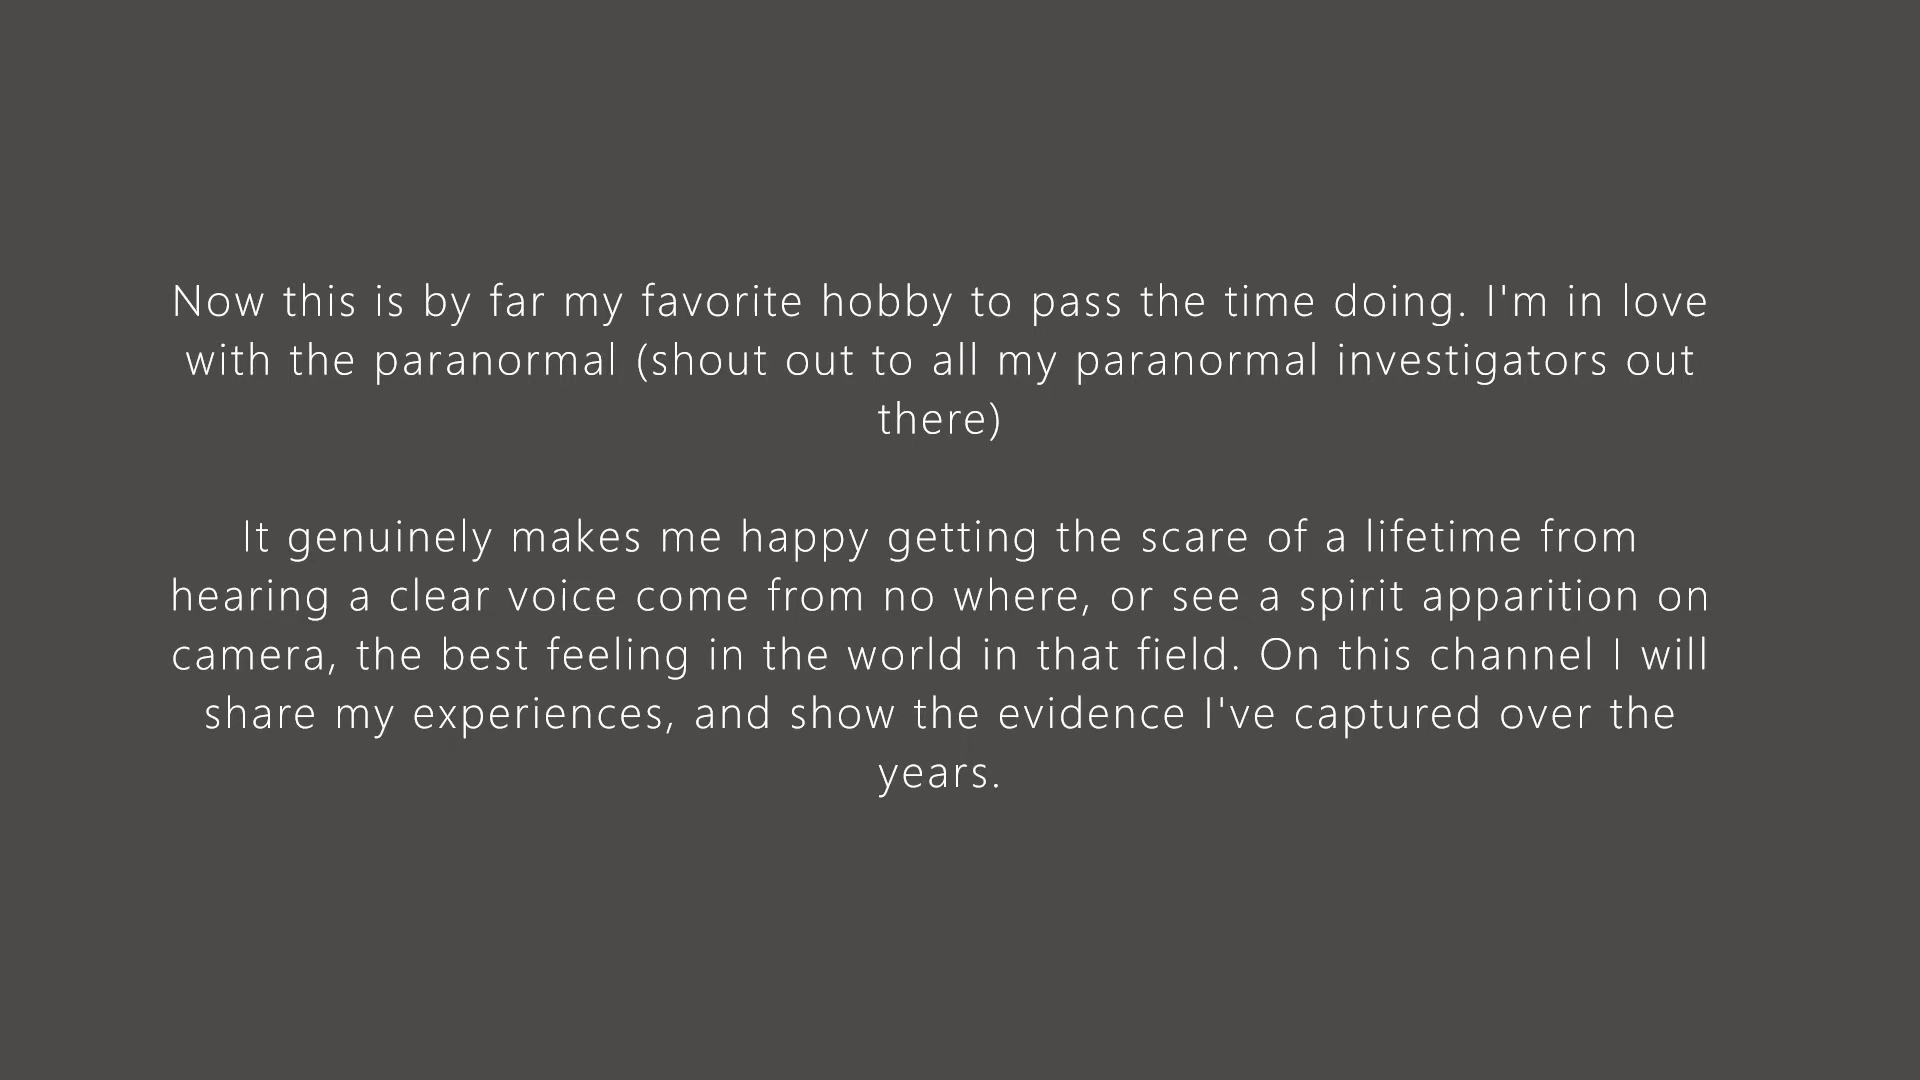 Now this is by far my favorite hobby to pass the time doing. I'm in love
with the paranormal (shout out to all my paranormal investigators out
there)
It genuinely makes me happy getting the scare of a lifetime from
hearing a clear voice come from no where, or see a spirit apparition on
camera, the best feeling in the world in that field. On this channel I will
share my experiences, and show the evidence I've captured over the
years.